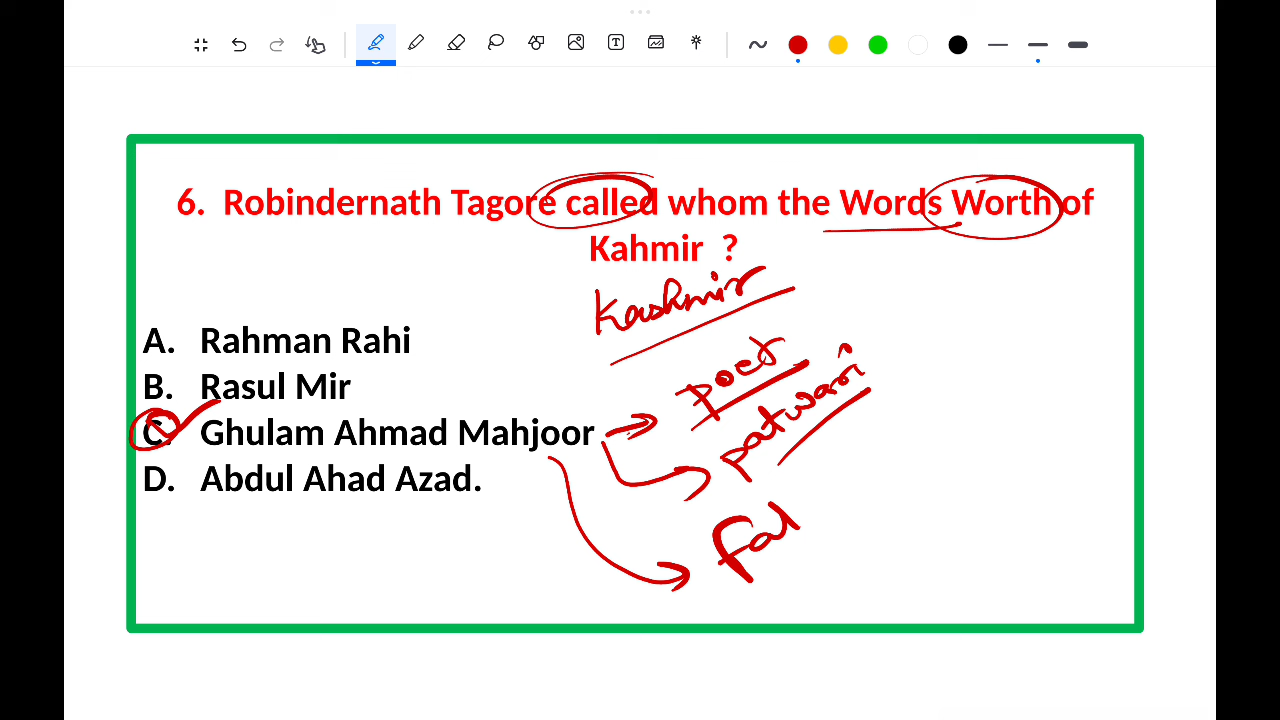 6. Robindernath Tagore called whom the Words Worth of
Kahmir ?
Kashmir
A. Rahman Rahi
B. Rasul Mir
C. Ghulam Ahmad Mahjoor
D. Abdul Ahad Azad.
poet
patwari
Fal